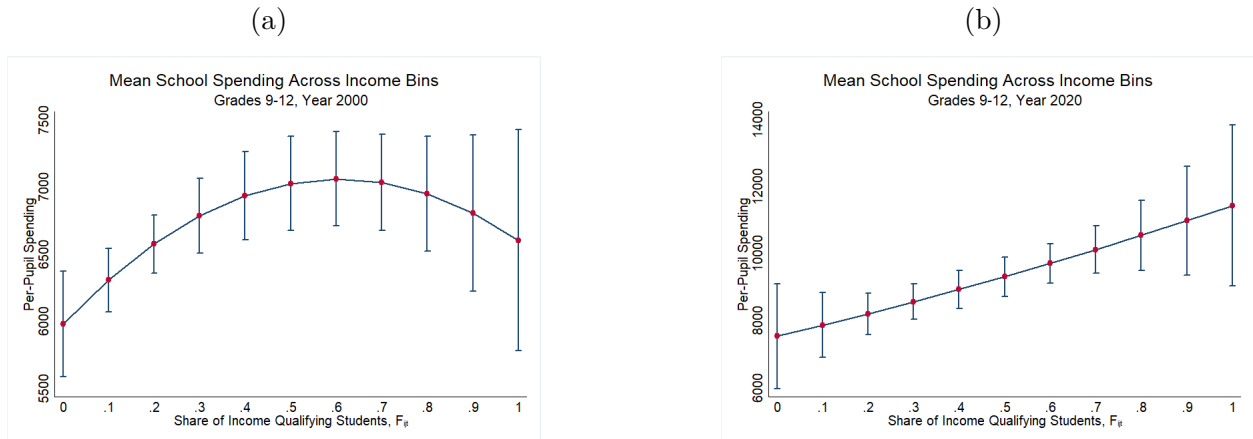 (a)
Mean School Spending Across Income Bins
Grades 9-12, Year 2000
Per-Pupil Spending
7500
7000
6500
6000
5500
0 .1 .2 .3 .4 .5 .6 .7 .8 .9 1
Share of Income Qualifying Students, Fᵢₜ
(b)
Mean School Spending Across Income Bins
Grades 9-12, Year 2020
Per-Pupil Spending
14000
12000
10000
8000
6000
0 .1 .2 .3 .4 .5 .6 .7 .8 .9 1
Share of Income Qualifying Students, Fᵢₜ